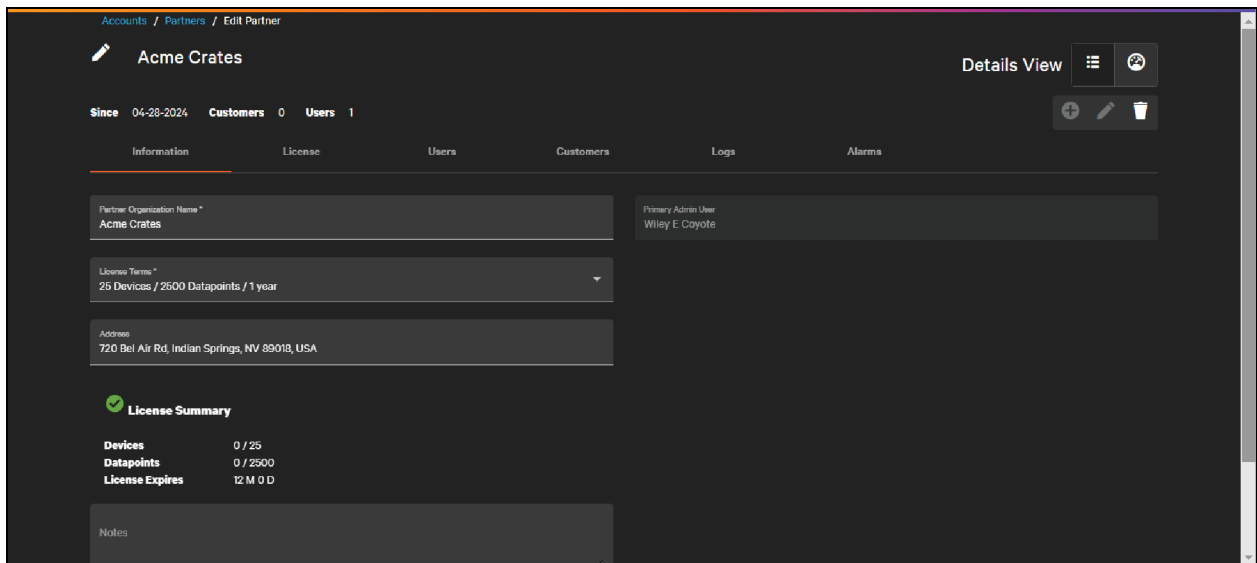 Accounts / Partners / Edit Partner
Acme Crates
Details View
Since 04-28-2024 Customers 0 Users 1
Information License Users Customers Logs Alarms
Partner Organization Name *
Acme Crates
Primary Admin User
Wiley E Coyote
License Terms *
25 Devices / 2500 Datapoints / 1 year
Address
720 Bel Air Rd, Indian Springs, NV 89018, USA
License Summary
Devices 0 / 25
Datapoints 0 / 2500
License Expires 12 M 0 D
Notes